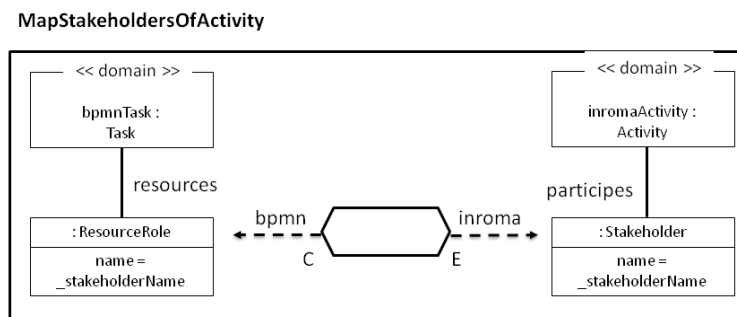 MapStakeholdersOfActivity
<< domain >>
bpmnTask :
Task
resources
: ResourceRole
name =
_stakeholderName
bpmn
C
inroma
E
<< domain >>
inromaActivity :
Activity
participes
: Stakeholder
name =
_stakeholderName